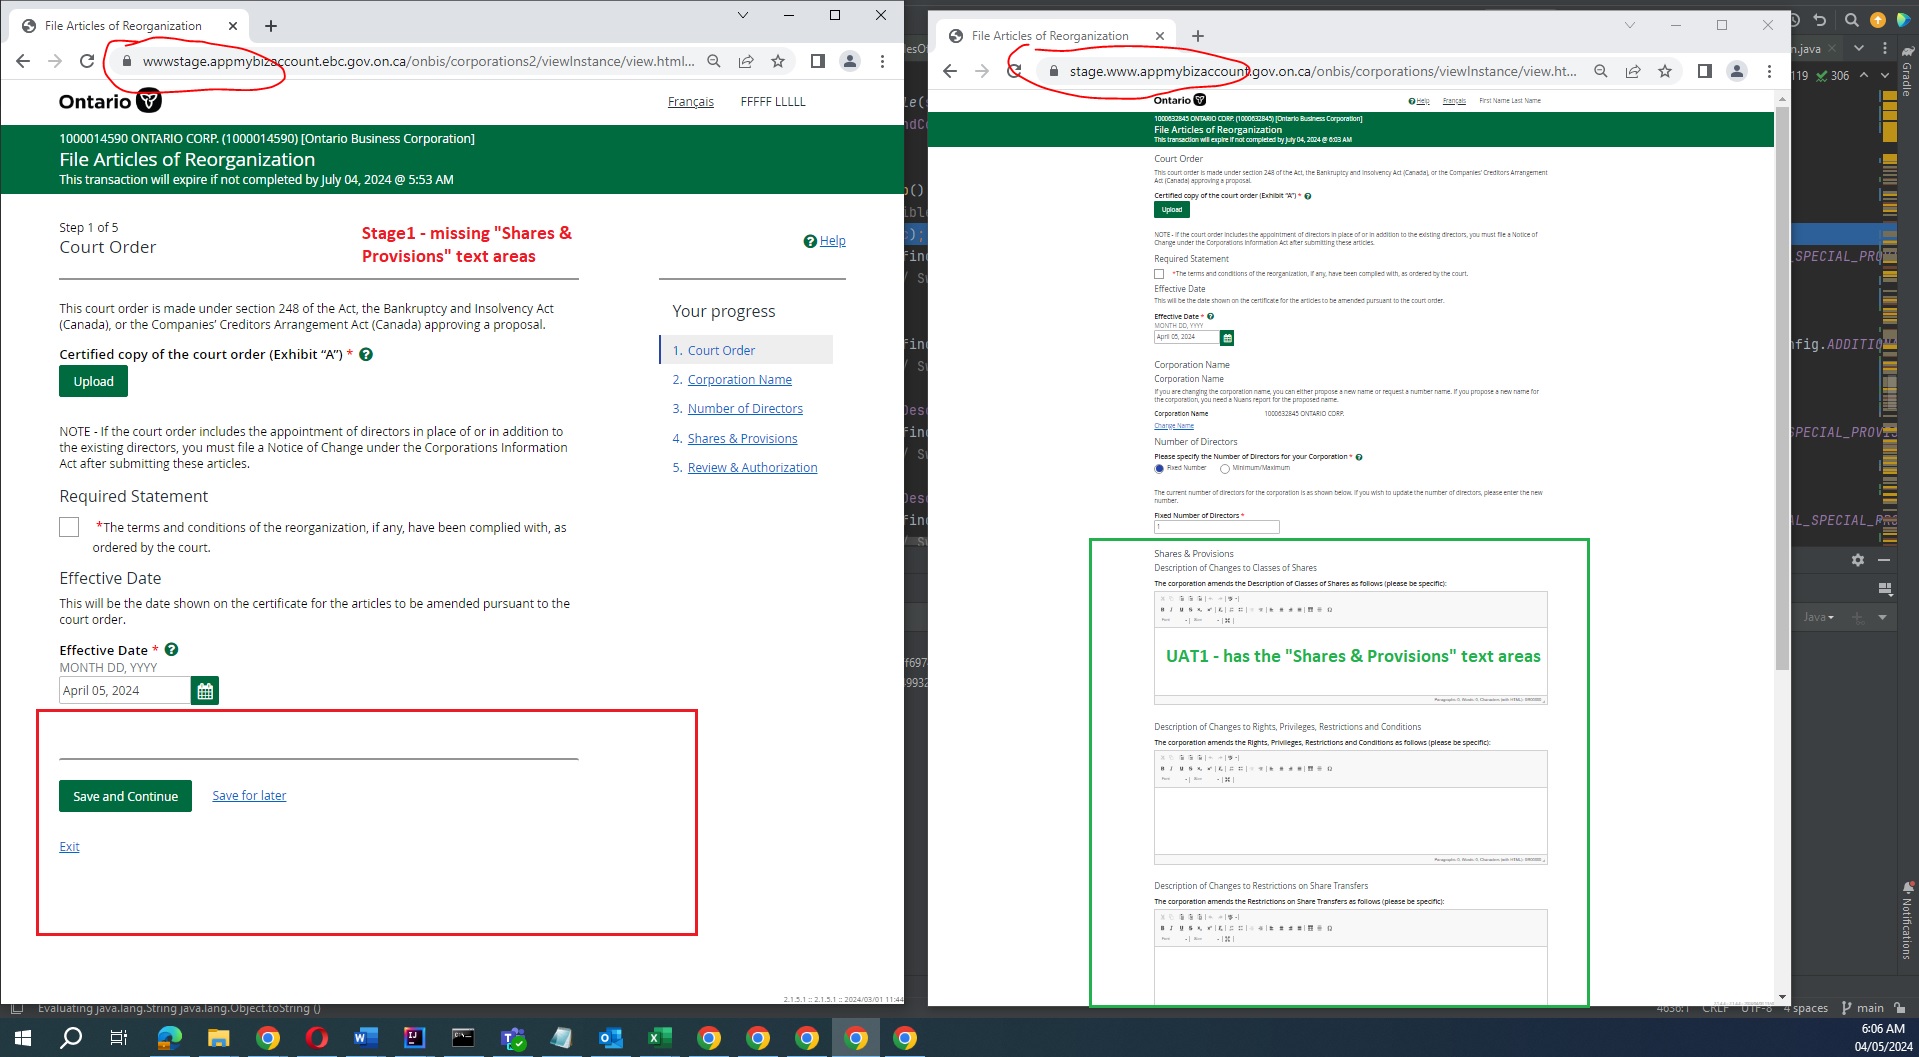 File Articles of Reorganization
wwwstage.appmybizaccount.ebc.gov.on.ca/onbis/corporations2/viewInstance/view.html...
Ontario
Français FFFFF LLLLL
1000014590 ONTARIO CORP. (1000014590) [Ontario Business Corporation]
File Articles of Reorganization
This transaction will expire if not completed by July 04, 2024 @ 5:53 AM
Step 1 of 5
Court Order
Stage1 - missing "Shares &
Provisions" text areas
Help
This court order is made under section 248 of the Act, the Bankruptcy and Insolvency Act
(Canada), or the Companies' Creditors Arrangement Act (Canada) approving a proposal.
Certified copy of the court order (Exhibit “A”) *
Upload
NOTE - If the court order includes the appointment of directors in place of or in addition to
the existing directors, you must file a Notice of Change under the Corporations Information
Act after submitting these articles.
Required Statement
*The terms and conditions of the reorganization, if any, have been complied with, as
ordered by the court.
Effective Date
This will be the date shown on the certificate for the articles to be amended pursuant to the
court order.
Effective Date *
MONTH DD, YYYY
April 05, 2024
Save and Continue Save for later
Exit
Your progress
1. Court Order
2. Corporation Name
3. Number of Directors
4. Shares & Provisions
5. Review & Authorization
2.1.5.1 :: 2.1.5.1 :: 2024/03/01 11:44
File Articles of Reorganization
stage.www.appmybizaccount.gov.on.ca/onbis/corporations/viewInstance/view.ht...
Ontario
Help Français First Name Last Name
1000632845 ONTARIO CORP. (1000632845) [Ontario Business Corporation]
File Articles of Reorganization
This transaction will expire if not completed by July 04, 2024 @ 6:03 AM
Court Order
This court order is made under section 248 of the Act, the Bankruptcy and Insolvency Act (Canada), or the Companies' Creditors Arrangement
Act (Canada) approving a proposal.
Certified copy of the court order (Exhibit “A”) *
Upload
NOTE - If the court order includes the appointment of directors in place of or in addition to the existing directors, you must file a Notice of
Change under the Corporations Information Act after submitting these articles.
Required Statement
*The terms and conditions of the reorganization, if any, have been complied with, as ordered by the court.
Effective Date
This will be the date shown on the certificate for the articles to be amended pursuant to the court order.
Effective Date *
MONTH DD, YYYY
April 05, 2024
Corporation Name
Corporation Name
If you are changing the corporation name, you can either propose a new name or request a number name. If you propose a new name for
the corporation, you need a Nuans report for the proposed name.
Corporation Name 1000632845 ONTARIO CORP.
Change Name
Number of Directors
Please specify the Number of Directors for your Corporation *
Fixed Number Minimum/Maximum
The current number of directors for the corporation is as shown below. If you wish to update the number of directors, please enter the new
number.
Fixed Number of Directors *
1
Shares & Provisions
Description of Changes to Classes of Shares
The corporation amends the Description of Classes of Shares as follows (please be specific):
UAT1 - has the "Shares & Provisions" text areas
Description of Changes to Rights, Privileges, Restrictions and Conditions
The corporation amends the Rights, Privileges, Restrictions and Conditions as follows (please be specific):
Description of Changes to Restrictions on Share Transfers
The corporation amends the Restrictions on Share Transfers as follows (please be specific):
n.java
119 306
Gradle
_SPECIAL_PRO
nfig.ADDITION
SPECIAL_PROVIS
AL_SPECIAL_PRO
Java
Notifications
Evaluating java.lang.String java.lang.Object.toString ()
4636:1 CRLF UTF-8 4 spaces main
6:06 AM
04/05/2024